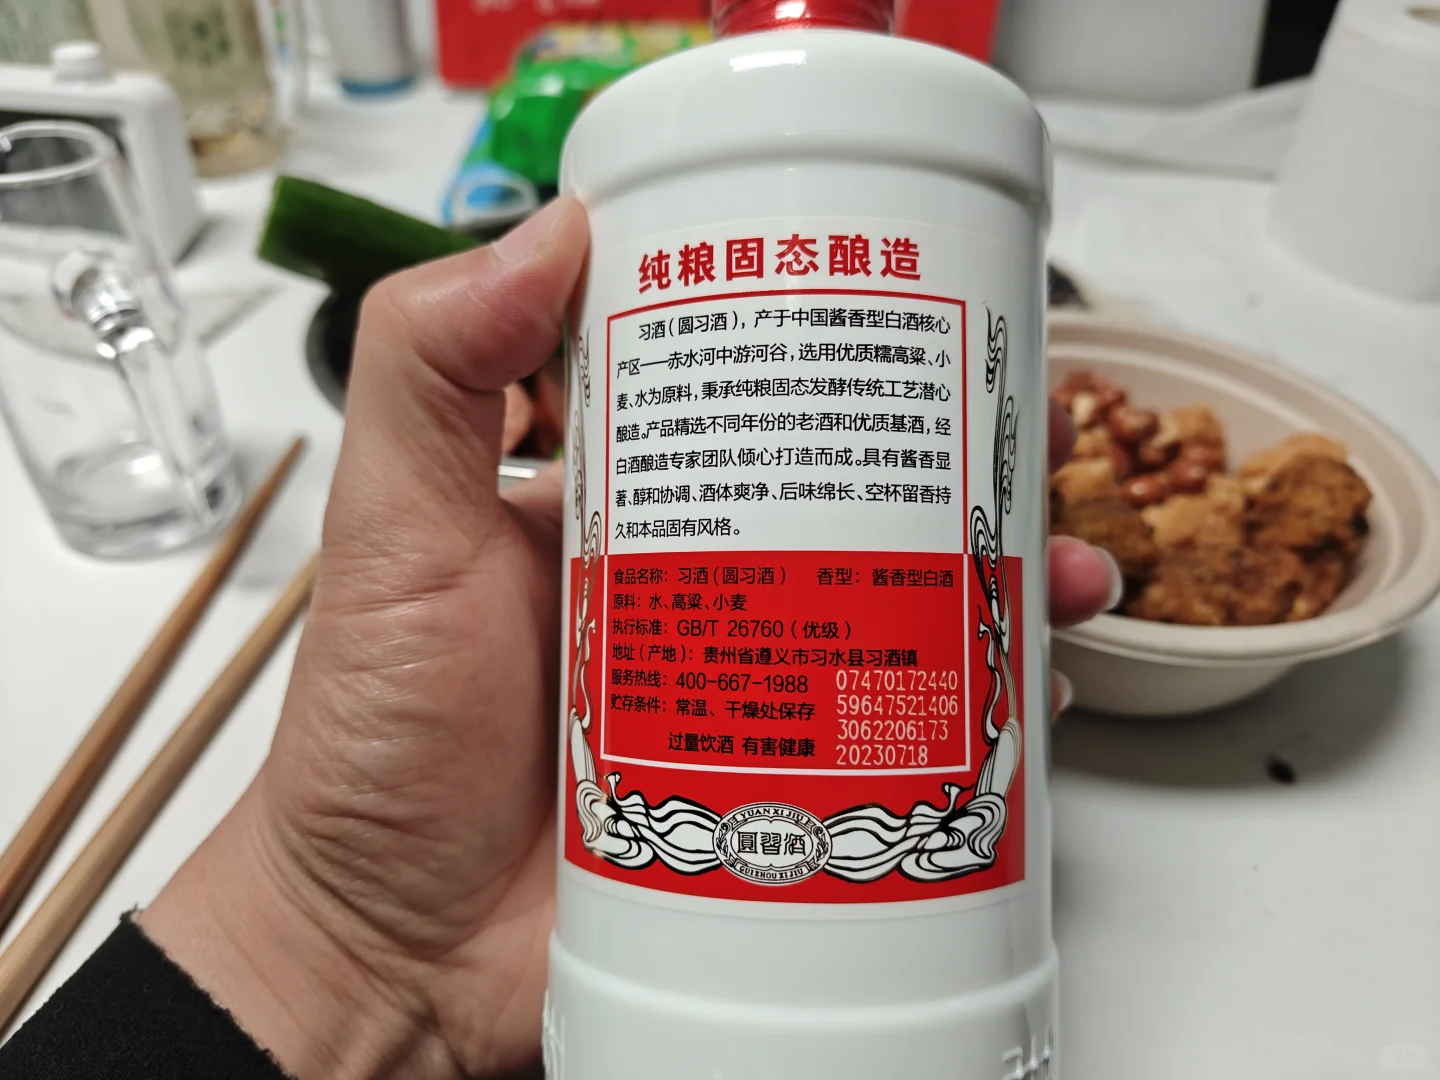 纯粮固态酿造
习酒(圆习酒),产于中国酱香型白酒核心
产区——赤水河中游河谷,选用优质糯高粱、小
麦、水为原料,秉承纯粮固态发酵传统工艺潜心
酿造。产品精选不同年份的老酒和优质基酒,经
白酒酿造专家团队倾心打造而成。具有酱香显
著、醇和协调、酒体爽净、后味绵长、空杯留香持
久和本品固有风格。
食品名称: 习酒(圆习酒) 香型: 酱香型白酒
原料: 水、高粱、小麦
执行标准: GB/T 26760(优级)
地址(产地): 贵州省遵义市习水县习酒镇
服务热线: 400-667-1988
贮存条件: 常温、干燥处保存
过量饮酒 有害健康
07470172440
59647521406
3062206173
20230718
YUAN XI JIU
圓習酒